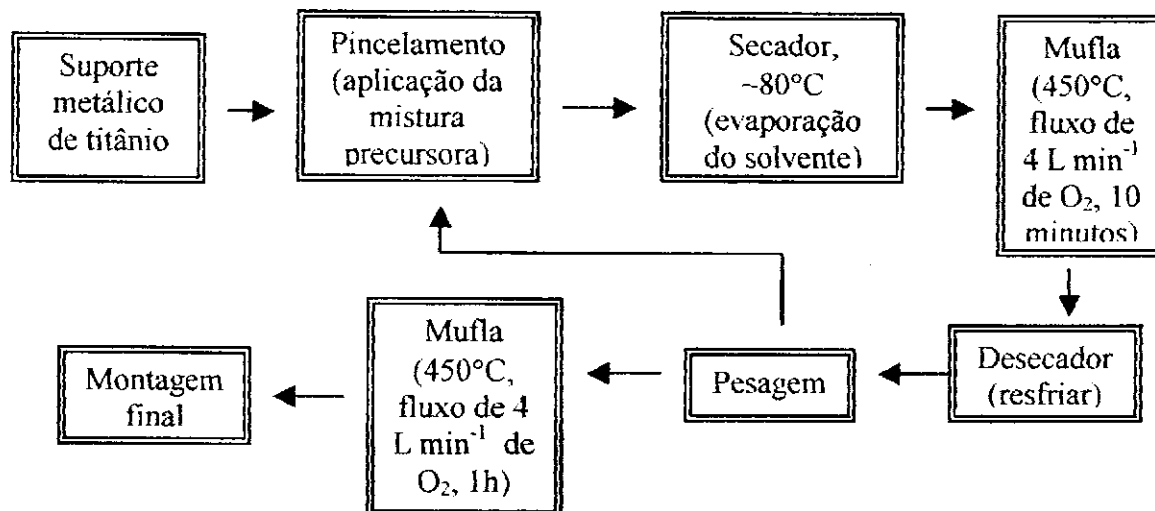 Suporte
metálico
de titânio
Pincelamento
(aplicação da
mistura
precursora)
Secador,
~80°C
(evaporação
do solvente)
Mufla
(450°C,
fluxo de
4 L min⁻¹
de O₂, 10
minutos)
Desecador
(resfriar)
Pesagem
Mufla
(450°C,
fluxo de 4
L min⁻¹ de
O₂, 1h)
Montagem
final